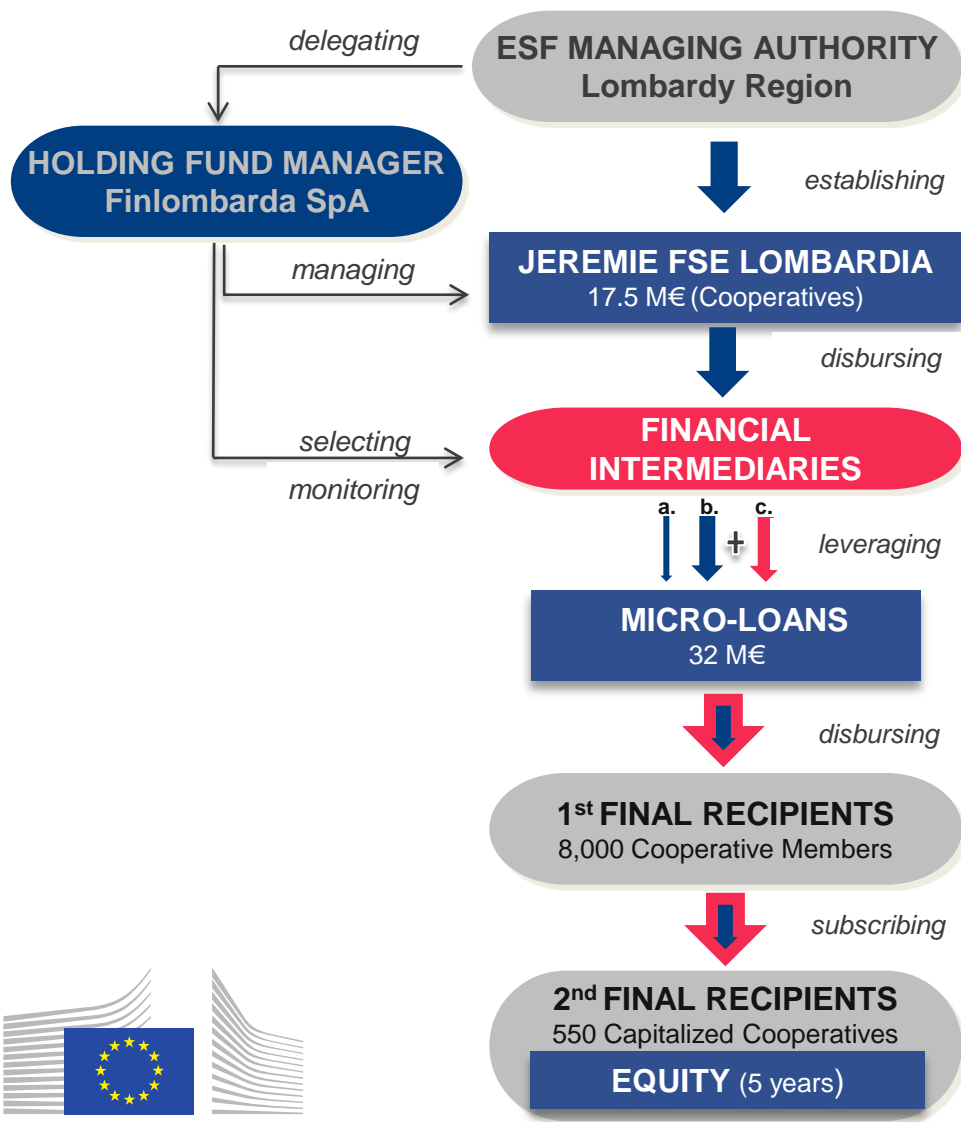 delegating
ESF MANAGING AUTHORITY
Lombardy Region
HOLDING FUND MANAGER
Finlombarda SpA
establishing
managing
JEREMIE FSE LOMBARDIA
17.5 M€ (Cooperatives)
disbursing
selecting
monitoring
FINANCIAL
INTERMEDIARIES
a. b. c.
+
leveraging
MICRO-LOANS
32 M€
disbursing
1st FINAL RECIPIENTS
8,000 Cooperative Members
subscribing
2nd FINAL RECIPIENTS
550 Capitalized Cooperatives
EQUITY (5 years)